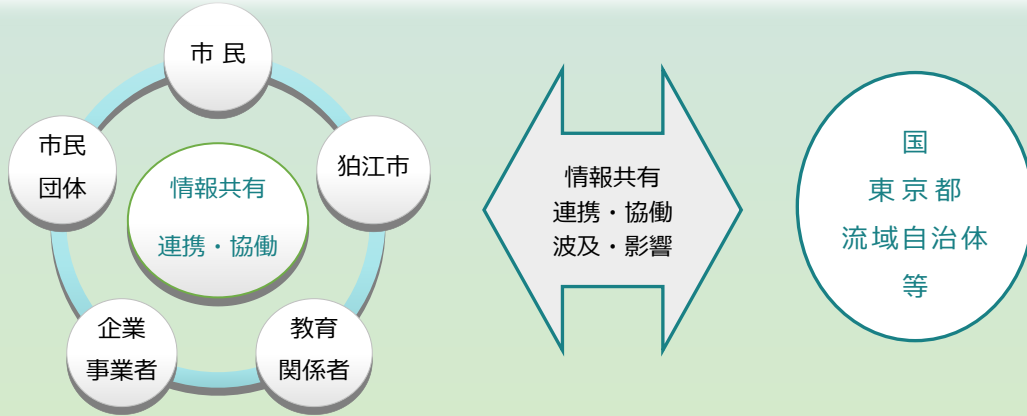 市 民
市民
団体
狛江市
情報共有
連携・協働
企業
事業者
教育
関係者
情報共有
連携・協働
波及・影響
国
東京都
流域自治体
等